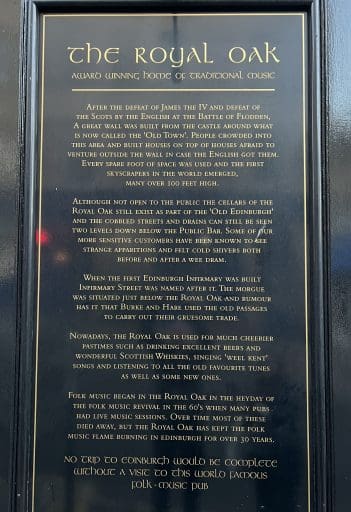 The Royal Oak
Award winning home of traditional music
After the defeat of James the IV and defeat of
the Scots by the English at the Battle of Flodden,
A great wall was built from the castle around what
is now called the 'Old Town'. People crowded into
this area and built houses on top of houses afraid to
venture outside the wall in case the English got them.
Every spare foot of space was used and the first
skyscrapers in the world emerged,
many over 100 feet high.
Although not open to the public the cellars of the
Royal Oak still exist as part of the 'Old Edinburgh'
and the cobbled streets and drains can still be seen
two levels down below the Public Bar. Some of our
more sensitive customers have been known to see
strange apparitions and felt cold shivers both
before and after a wee dram.
When the first Edinburgh Infirmary was built
Infirmary Street was named after it. The morgue
was situated just below the Royal Oak and rumour
has it that Burke and Hare used the old passages
to carry out their gruesome trade.
Nowadays, the Royal Oak is used for much cheerier
pastimes such as drinking excellent beers and
wonderful Scottish Whiskies, singing 'weel kent'
songs and listening to all the old favourite tunes
as well as some new ones.
Folk music began in the Royal Oak in the heyday of
the folk music revival in the 60's when many pubs
had live music sessions. Over time most of these
died away, but the Royal Oak has kept the folk
music flame burning in edinburgh for over 30 years.
No trip to Edinburgh would be complete
without a visit to this world famous
folk-music pub